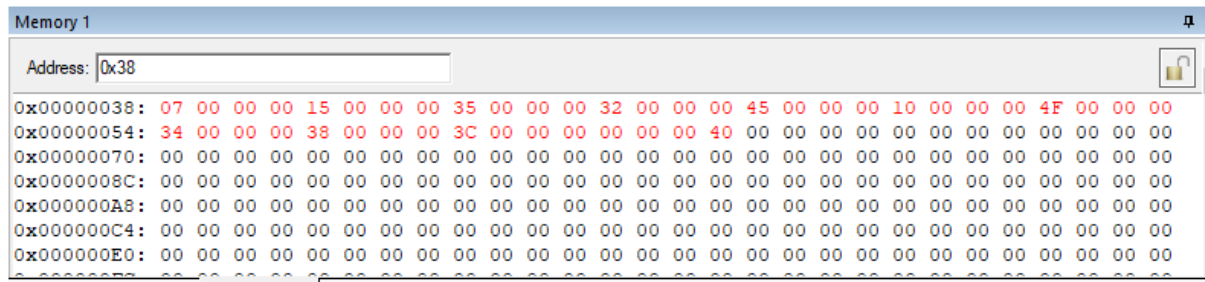 Memory 1
Address: 0x38
0x00000038: 07 00 00 00 15 00 00 00 35 00 00 00 32 00 00 00 45 00 00 00 10 00 00 00 4F 00 00 00
0x00000054: 34 00 00 00 38 00 00 00 3C 00 00 00 00 00 00 40 00 00 00 00 00 00 00 00 00 00 00 00
0x00000070: 00 00 00 00 00 00 00 00 00 00 00 00 00 00 00 00 00 00 00 00 00 00 00 00 00 00 00 00
0x0000008C: 00 00 00 00 00 00 00 00 00 00 00 00 00 00 00 00 00 00 00 00 00 00 00 00 00 00 00 00
0x000000A8: 00 00 00 00 00 00 00 00 00 00 00 00 00 00 00 00 00 00 00 00 00 00 00 00 00 00 00 00
0x000000C4: 00 00 00 00 00 00 00 00 00 00 00 00 00 00 00 00 00 00 00 00 00 00 00 00 00 00 00 00
0x000000E0: 00 00 00 00 00 00 00 00 00 00 00 00 00 00 00 00 00 00 00 00 00 00 00 00 00 00 00 00